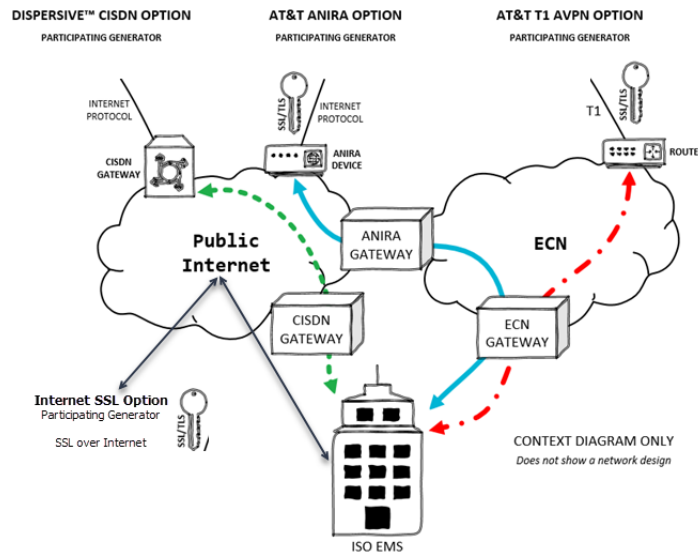 DISPERSIVE™ CISDN OPTION
PARTICIPATING GENERATOR
AT&T ANIRA OPTION
PARTICIPATING GENERATOR
AT&T T1 AVPN OPTION
PARTICIPATING GENERATOR
INTERNET
PROTOCOL
SSL/TLS
INTERNET
PROTOCOL
T1
SSL/TLS
CISDN
GATEWAY
ANIRA
DEVICE
ROUTE
Public
Internet
ANIRA
GATEWAY
ECN
CISDN
GATEWAY
ECN
GATEWAY
Internet SSL Option
Participating Generator
SSL over Internet
SSL/TLS
CONTEXT DIAGRAM ONLY
Does not show a network design
ISO EMS